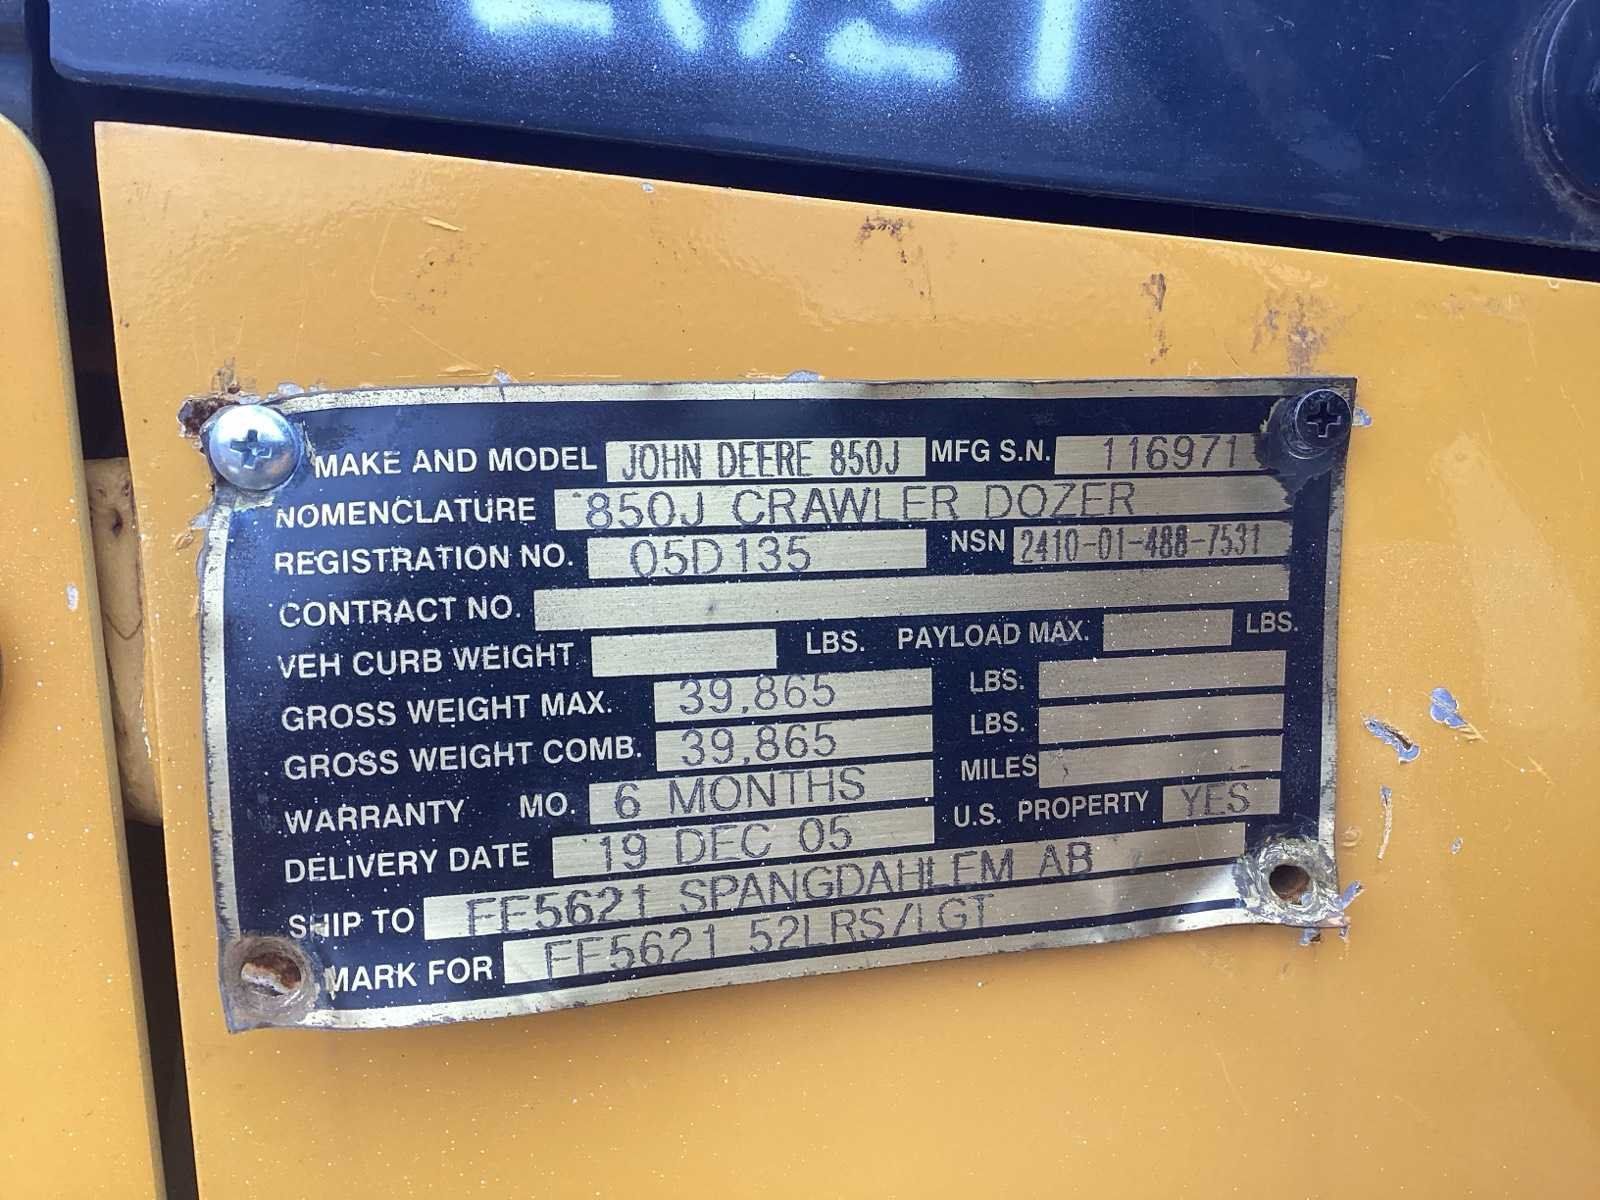 2021
MAKE AND MODEL JOHN DEERE 850J MFG S.N. 116971
NOMENCLATURE 850J CRAWLER DOZER
REGISTRATION NO. 05D135 NSN 2410-01-488-7531
CONTRACT NO.
VEH CURB WEIGHT LBS. PAYLOAD MAX. LBS.
GROSS WEIGHT MAX. 39,865 LBS.
GROSS WEIGHT COMB. 39,865 LBS.
WARRANTY MO. 6 MONTHS MILES
DELIVERY DATE 19 DEC 05 U.S. PROPERTY YES
SHIP TO FE5621 SPANGDAHLEM AB
MARK FOR FE5621 52LRS/LGT